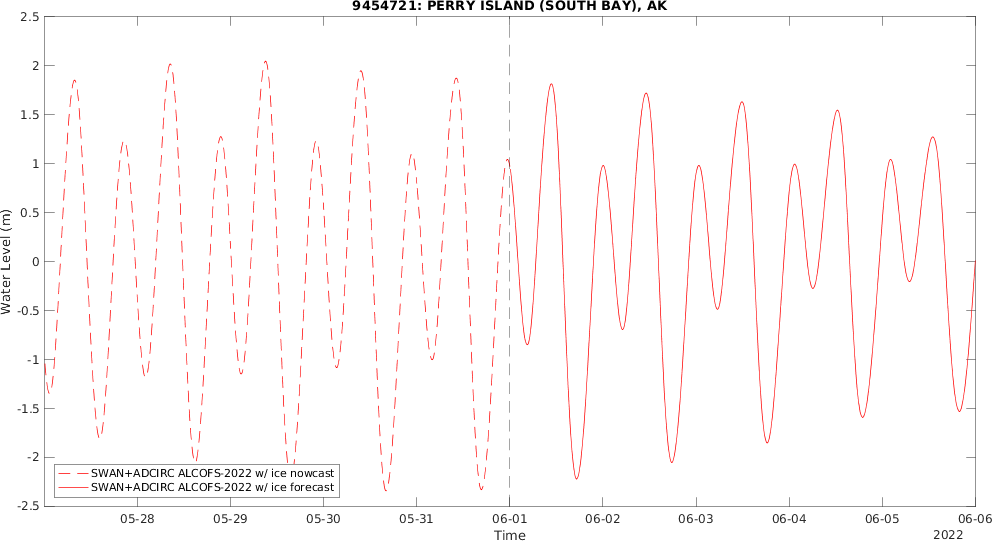 9454721: PERRY ISLAND (SOUTH BAY), AK
2.5
2
1.5
1
0.5
0
-0.5
-1
-1.5
-2
-2.5
Water Level (m)
SWAN+ADCIRC ALCOFS-2022 w/ ice nowcast
SWAN+ADCIRC ALCOFS-2022 w/ ice forecast
05-28 05-29 05-30 05-31 06-01 06-02 06-03 06-04 06-05 06-06
Time
2022